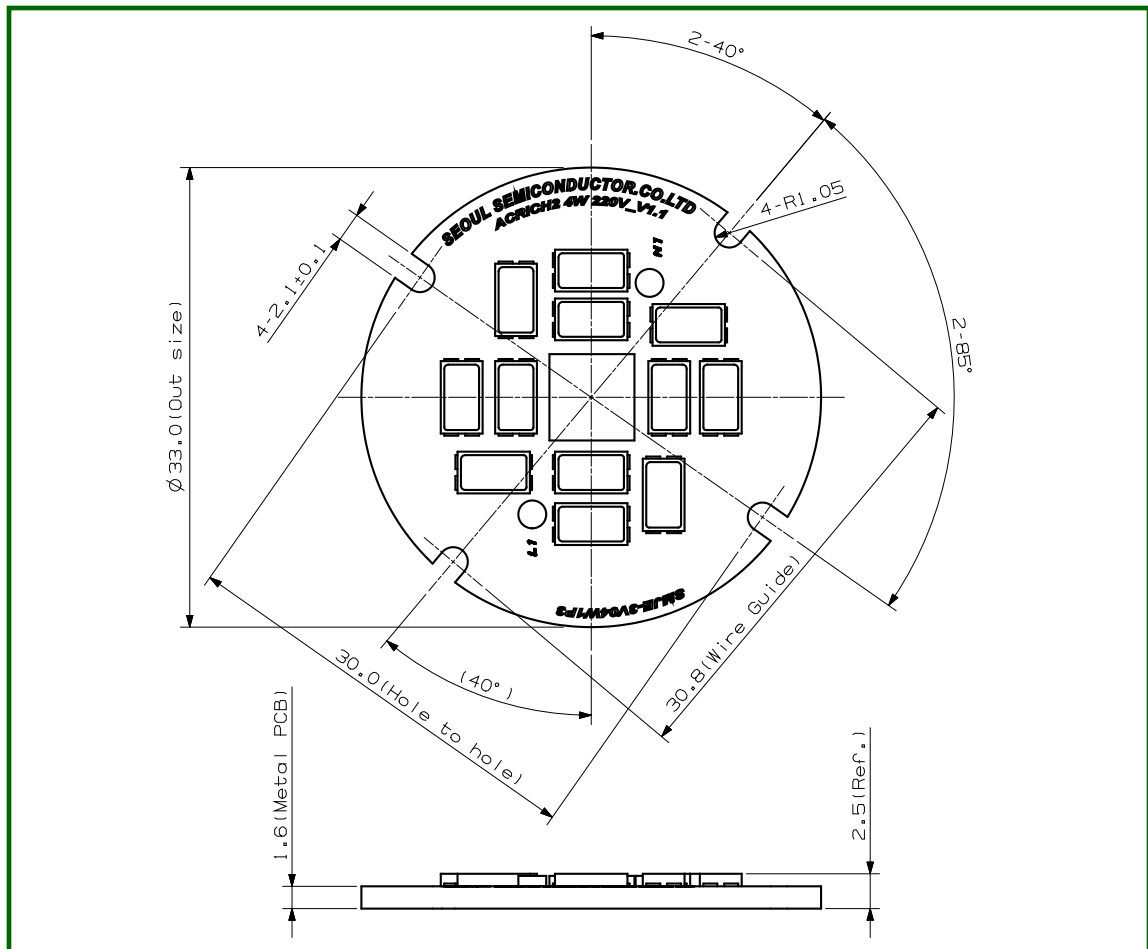 2-40°
SEOUL SEMICONDUCTOR.CO.LTD
ACRICH2 4W 220V_V1.1
4-R1.05
N1
4-2.1±0.1
2-85°
Ø33.0(Out size)
L1
SMJE-3V04W1P3
30.8(Wire Guide)
(40°)
30.0(Hole to hole)
1.6(Metal PCB)
2.5(Ref.)